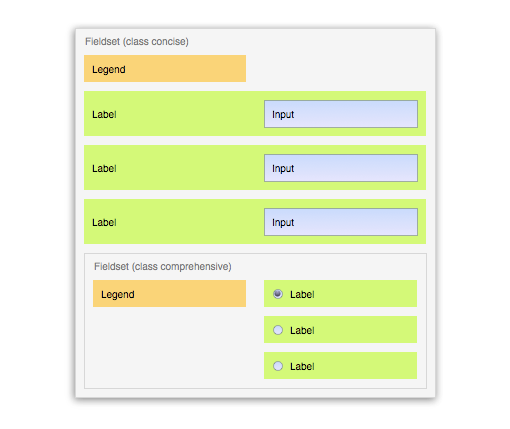 Fieldset (class concise)
Legend
Label Input
Label Input
Label Input
Fieldset (class comprehensive)
Legend Label
Label
Label